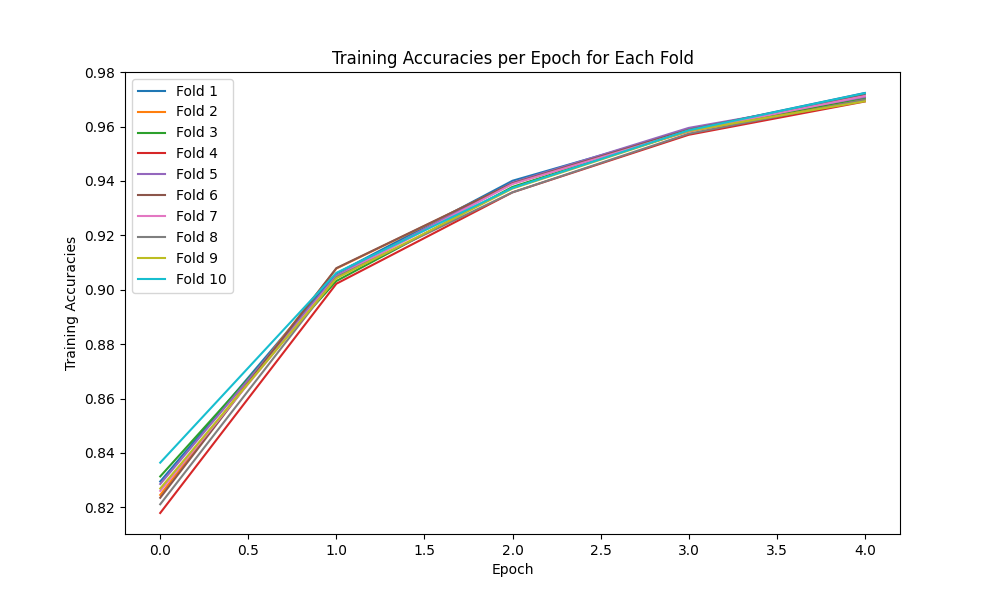 Training Accuracies per Epoch for Each Fold
0.98
0.96
0.94
0.92
0.90
0.88
0.86
0.84
0.82
Training Accuracies
Fold 1
Fold 2
Fold 3
Fold 4
Fold 5
Fold 6
Fold 7
Fold 8
Fold 9
Fold 10
0.0 0.5 1.0 1.5 2.0 2.5 3.0 3.5 4.0
Epoch